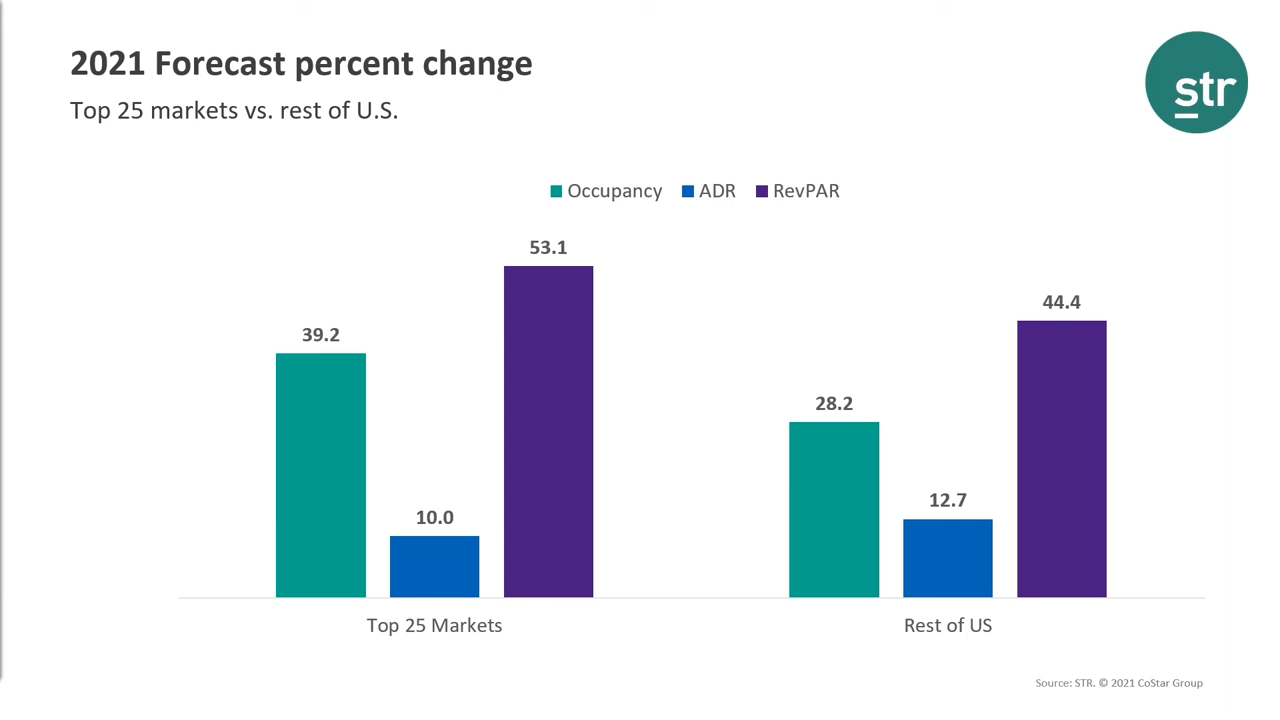 2021 Forecast percent change
Top 25 markets vs. rest of U.S.
str
Occupancy ADR RevPAR
53.1
44.4
39.2
28.2
12.7
10.0
Top 25 Markets Rest of US
Source: STR. © 2021 CoStar Group